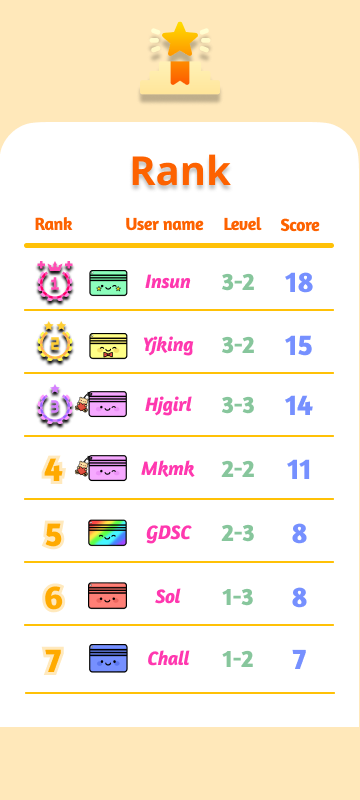 Rank
Rank User name Level Score
1 Insun 3-2 18
2 Yjking 3-2 15
3 Hjgirl 3-3 14
4 Mkmk 2-2 11
5 GDSC 2-3 8
6 Sol 1-3 8
7 Chall 1-2 7